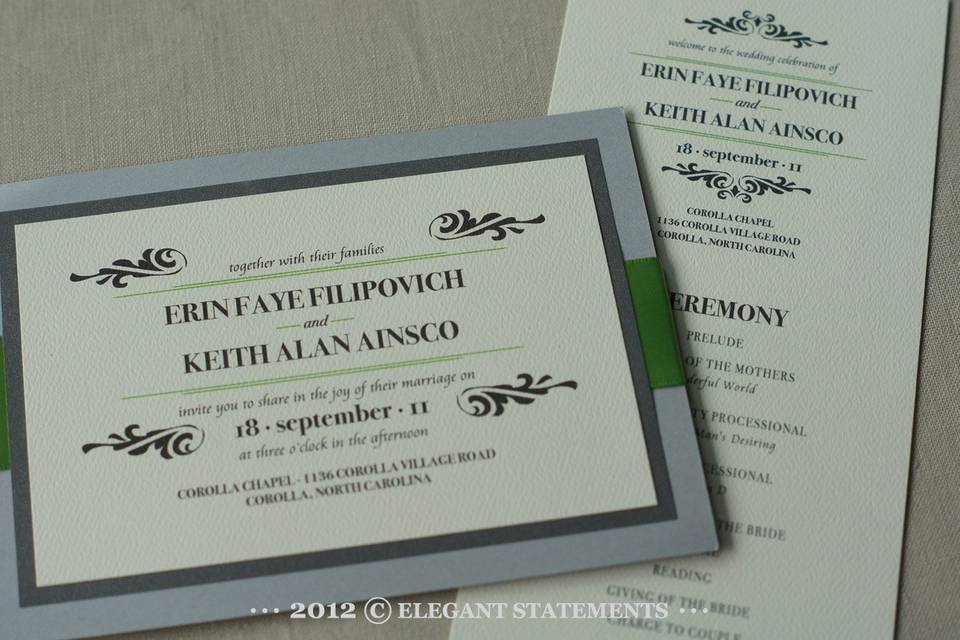 together with their families
ERIN FAYE FILIPOVICH
and
KEITH ALAN AINSCO
invite you to share in the joy of their marriage on
18 · september · 11
at three o'clock in the afternoon
COROLLA CHAPEL - 1136 COROLLA VILLAGE ROAD
COROLLA, NORTH CAROLINA
welcome to the wedding celebration of
ERIN FAYE FILIPOVICH
and
KEITH ALAN AINSCO
18 · september · 11
COROLLA CHAPEL
1136 COROLLA VILLAGE ROAD
COROLLA, NORTH CAROLINA
EREMONY
PRELUDE
OF THE MOTHERS
derful World
TY PROCESSIONAL
Man's Desiring
CESSIONAL
D
THE BRIDE
READING
GIVING OF THE BRIDE
CHARGE TO COUPLE
··· 2012 © ELEGANT STATEMENTS ···